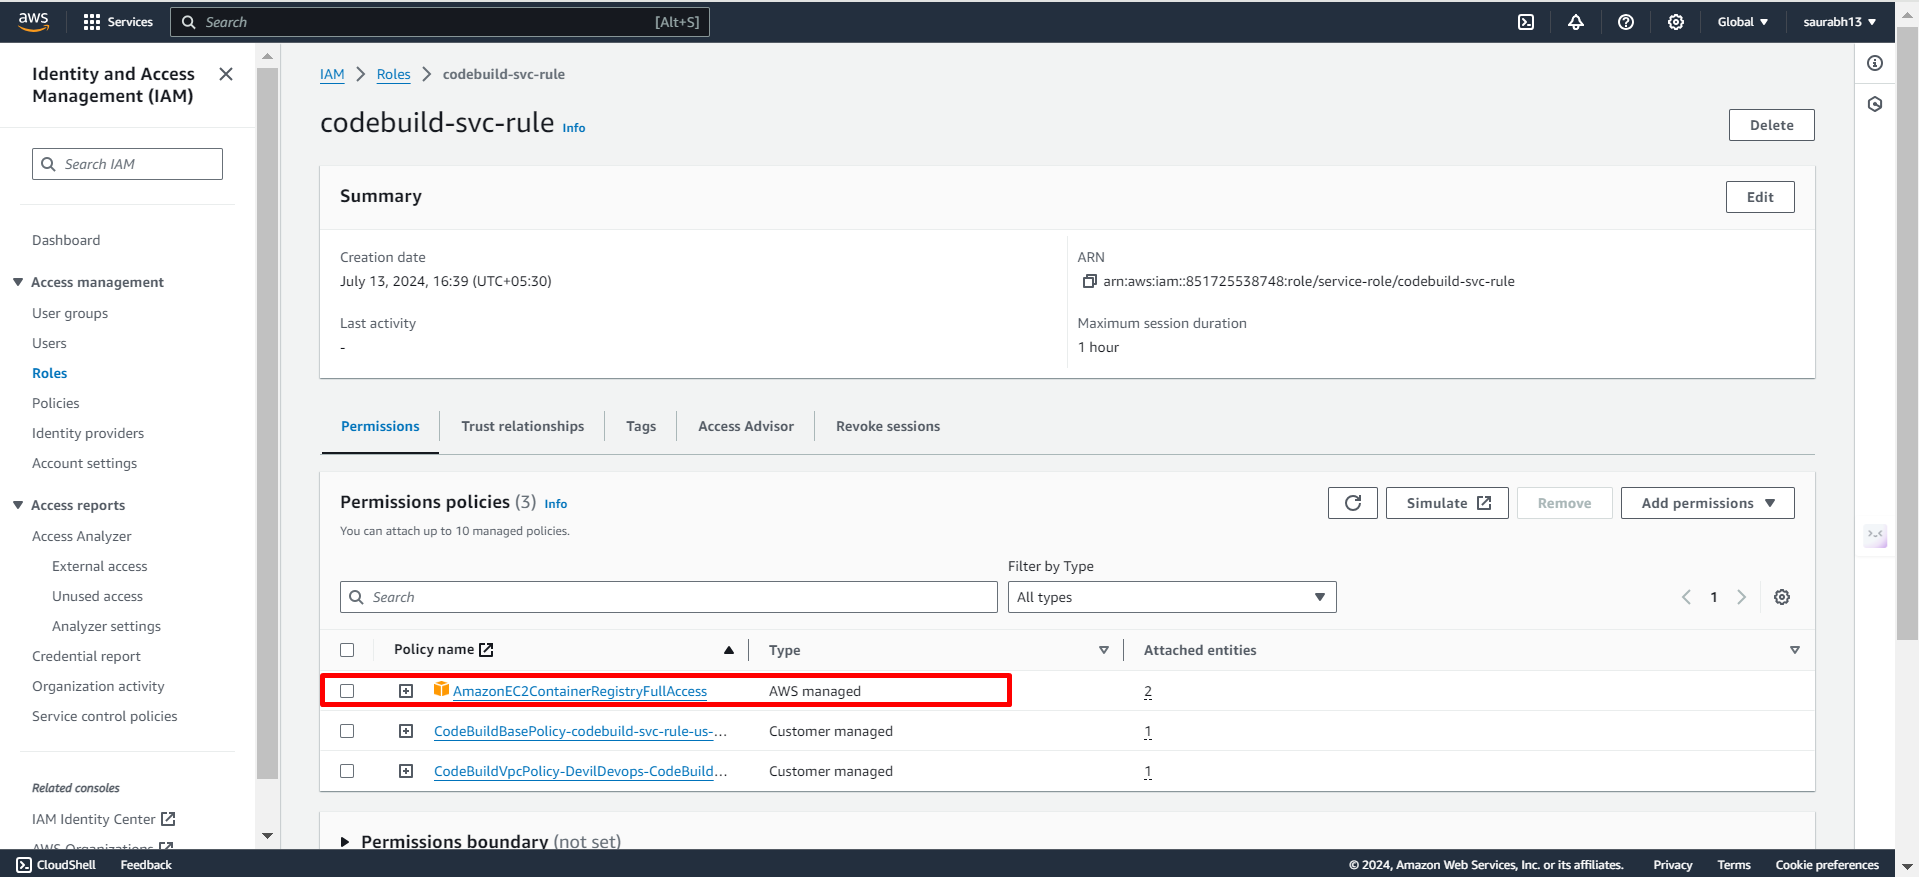 aws Services Search [Alt+S] Global saurabh13
Identity and Access Management (IAM)
Search IAM
Dashboard
Access management
User groups
Users
Roles
Policies
Identity providers
Account settings
Access reports
Access Analyzer
External access
Unused access
Analyzer settings
Credential report
Organization activity
Service control policies
Related consoles
IAM Identity Center
AWS Organizations
IAM > Roles > codebuild-svc-rule
codebuild-svc-rule Info
Delete
Summary
Edit
Creation date
July 13, 2024, 16:39 (UTC+05:30)
Last activity
-
ARN
arn:aws:iam::851725538748:role/service-role/codebuild-svc-rule
Maximum session duration
1 hour
Permissions Trust relationships Tags Access Advisor Revoke sessions
Permissions policies (3) Info
You can attach up to 10 managed policies.
Simulate Remove Add permissions
Filter by Type
Search All types 1
Policy name Type Attached entities
AmazonEC2ContainerRegistryFullAccess AWS managed 2
CodeBuildBasePolicy-codebuild-svc-rule-us-... Customer managed 1
CodeBuildVpcPolicy-DevilDevops-CodeBuild... Customer managed 1
Permissions boundary (not set)
CloudShell Feedback © 2024, Amazon Web Services, Inc. or its affiliates. Privacy Terms Cookie preferences